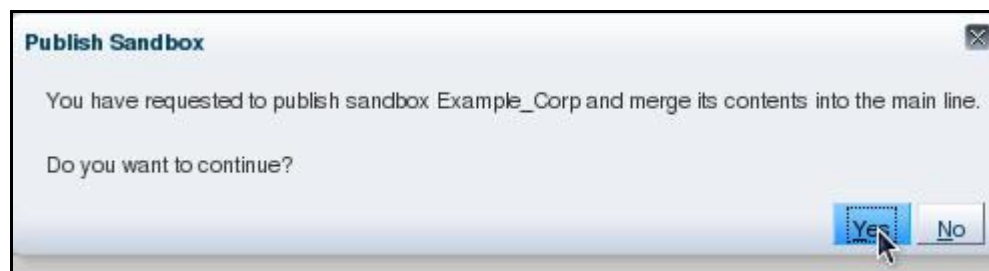 Publish Sandbox
You have requested to publish sandbox Example_Corp and merge its contents into the main line.
Do you want to continue?
Yes No